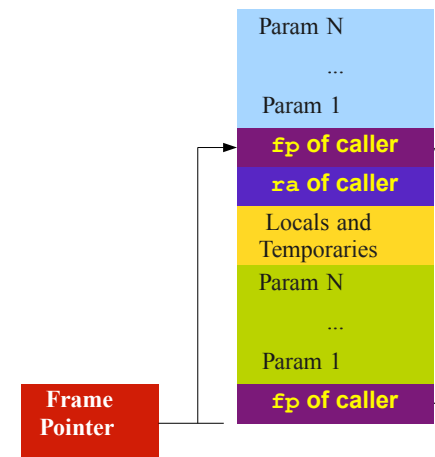 Param N
...
Param 1
fp of caller
ra of caller
Locals and
Temporaries
Param N
...
Param 1
fp of caller
Frame
Pointer